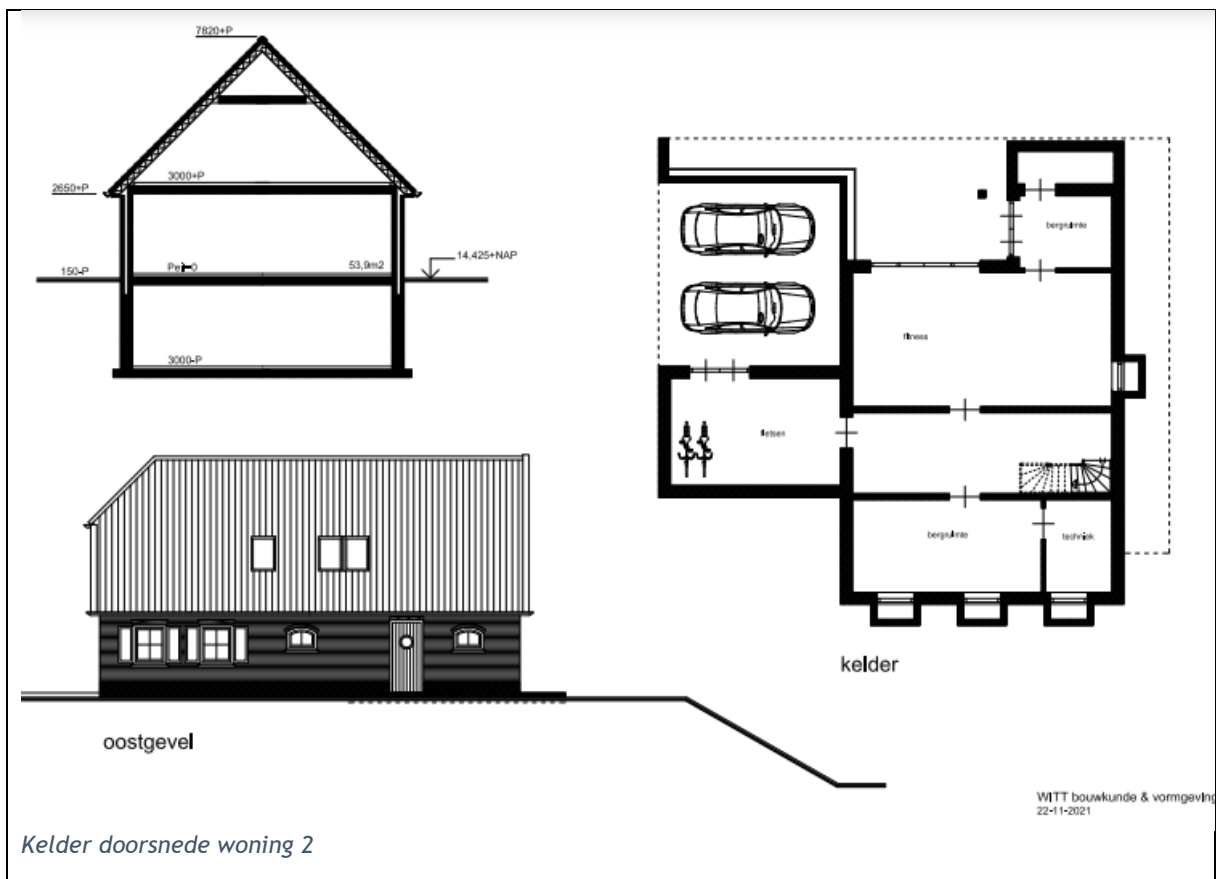 7820+P
3000+P
2650+P
Peil=0
53,9m2
14,425+NAP
150-P
3000-P
bergruimte
fitness
fietsen
bergruimte
techniek
kelder
oostgevel
WITT bouwkunde & vormgeving
22-11-2021
Kelder doorsnede woning 2